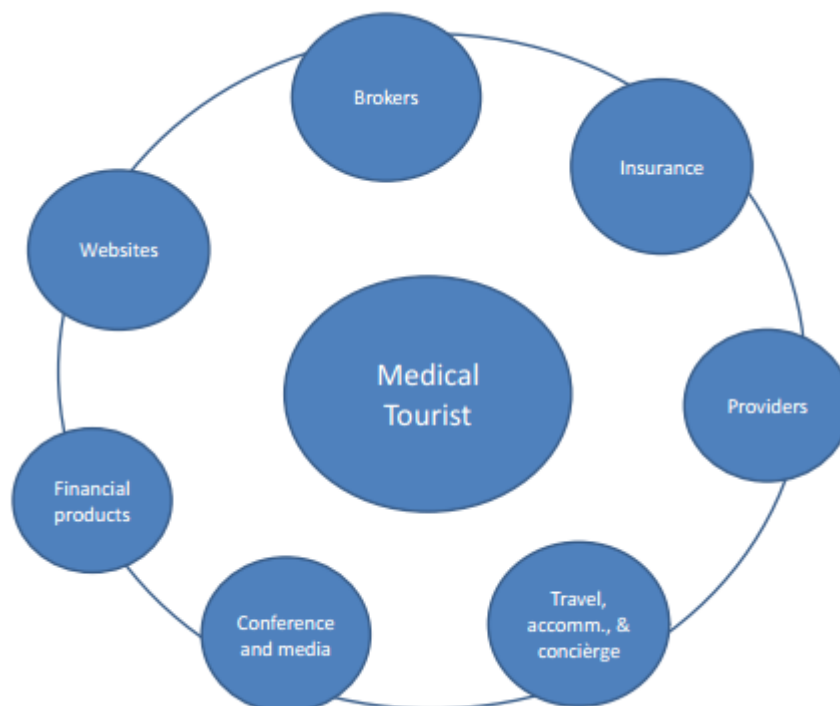 Brokers
Insurance
Websites
Medical
Tourist
Providers
Financial
products
Conference
and media
Travel,
accomm., &
concièrge